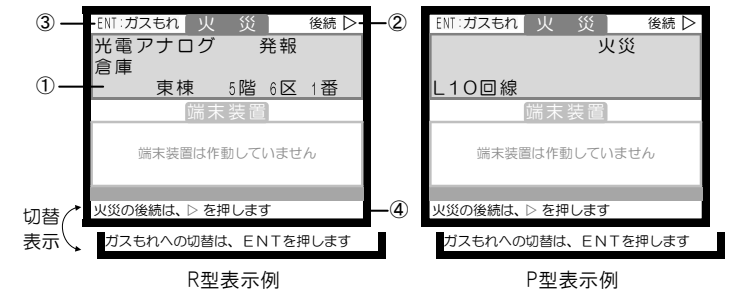 ③ ENT:ガスもれ 火 災 後続 ▷ ②
光電アナログ 発報
倉庫
① 東棟 5階 6区 1番
端末装置
端末装置は作動していません
火災の後続は、▷ を押します ④
切替
表示
ガスもれへの切替は、ENTを押します
R型表示例
ENT:ガスもれ 火 災 後続 ▷
火災
L10回線
端末装置
端末装置は作動していません
火災の後続は、▷ を押します
ガスもれへの切替は、ENTを押します
P型表示例